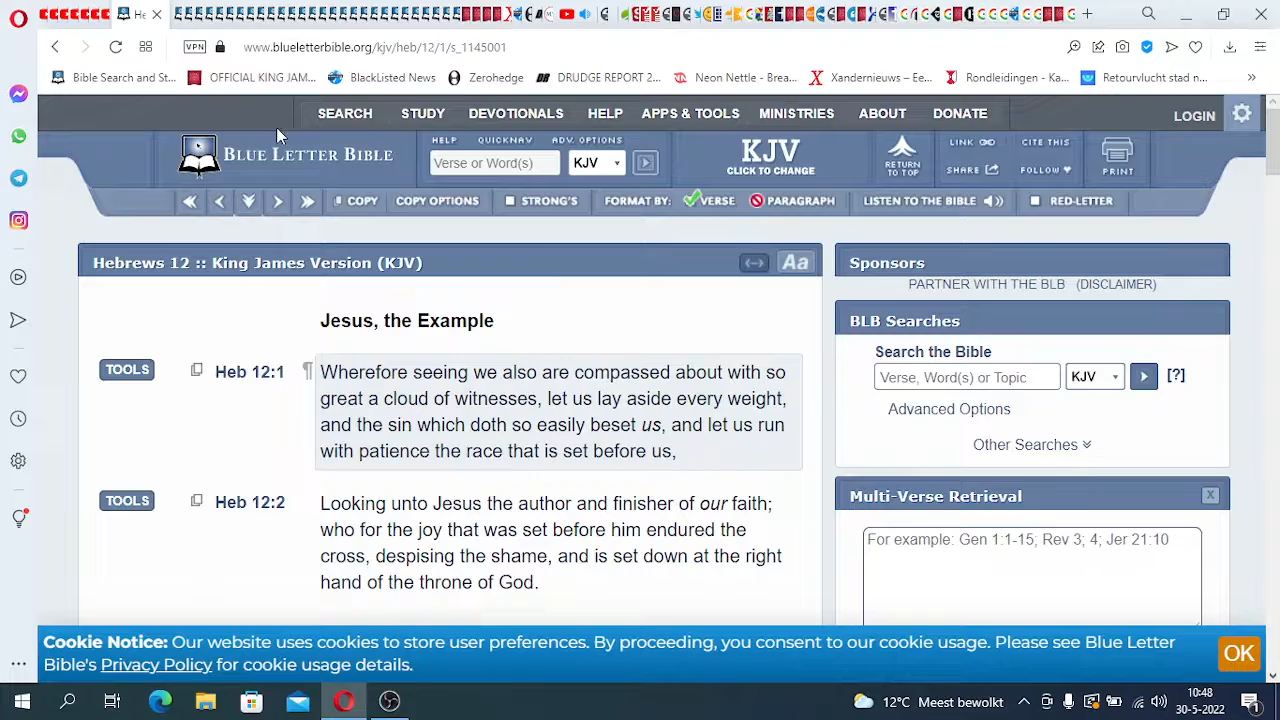 He
VPN
www.blueletterbible.org/kjv/heb/12/1/s_1145001
Bible Search and St...
OFFICIAL KING JAM...
BlackListed News
Zerohedge
DRUDGE REPORT 2...
Neon Nettle - Brea...
Xandernieuws – Ee...
Rondleidingen - Ka...
Retourvlucht stad n...
SEARCH STUDY DEVOTIONALS HELP APPS & TOOLS MINISTRIES ABOUT DONATE
LOGIN
BLUE LETTER BIBLE
HELP QUICKNAV ADV. OPTIONS
Verse or Word(s) KJV
KJV
CLICK TO CHANGE
RETURN
TO TOP
LINK CITE THIS
SHARE FOLLOW
PRINT
COPY COPY OPTIONS STRONG'S FORMAT BY: VERSE PARAGRAPH LISTEN TO THE BIBLE RED-LETTER
Hebrews 12 :: King James Version (KJV)
Aa
Jesus, the Example
TOOLS Heb 12:1 ¶ Wherefore seeing we also are compassed about with so
great a cloud of witnesses, let us lay aside every weight,
and the sin which doth so easily beset us, and let us run
with patience the race that is set before us,
TOOLS Heb 12:2 Looking unto Jesus the author and finisher of our faith;
who for the joy that was set before him endured the
cross, despising the shame, and is set down at the right
hand of the throne of God.
Sponsors
PARTNER WITH THE BLB (DISCLAIMER)
BLB Searches
Search the Bible
Verse, Word(s) or Topic KJV [?]
Advanced Options
Other Searches
Multi-Verse Retrieval X
For example: Gen 1:1-15; Rev 3; 4; Jer 21:10
Cookie Notice: Our website uses cookies to store user preferences. By proceeding, you consent to our cookie usage. Please see Blue Letter
Bible's Privacy Policy for cookie usage details.
OK
12°C Meest bewolkt
10:48
30-5-2022
1